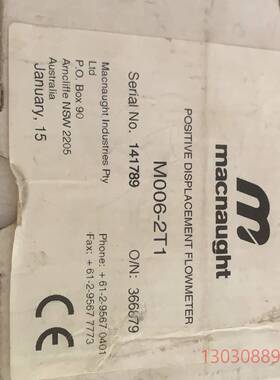 macnaught
POSITIVE DISPLACEMENT FLOWMETER
M006-2T1
Serial No. 141789 O/N: 366679
Macnaught Industries Pty
Ltd
P.O. Box 90
Arncliffe NSW 2205
Phone: +61-2-9567 0401
Fax: +61-2-9567 7773
January, 15
CE
13030889